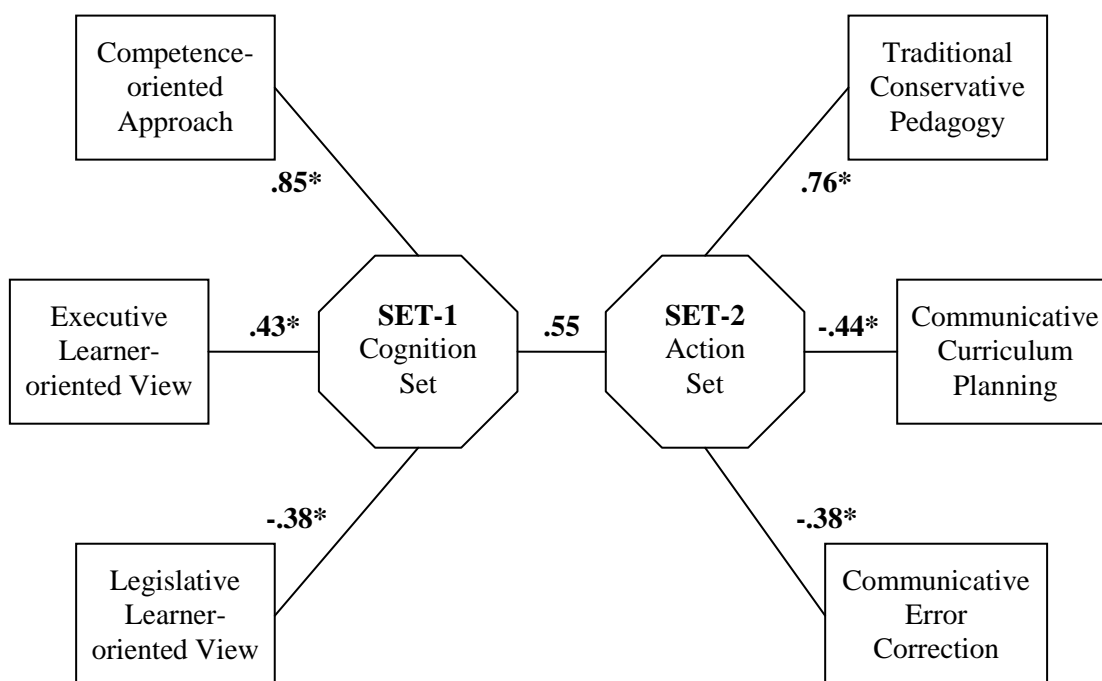 Competence-
oriented
Approach
Traditional
Conservative
Pedagogy
.85*
.76*
Executive
Learner-
oriented View
.43*
SET-1
Cognition
Set
.55
SET-2
Action
Set
-.44*
Communicative
Curriculum
Planning
-.38*
-.38*
Legislative
Learner-
oriented View
Communicative
Error
Correction